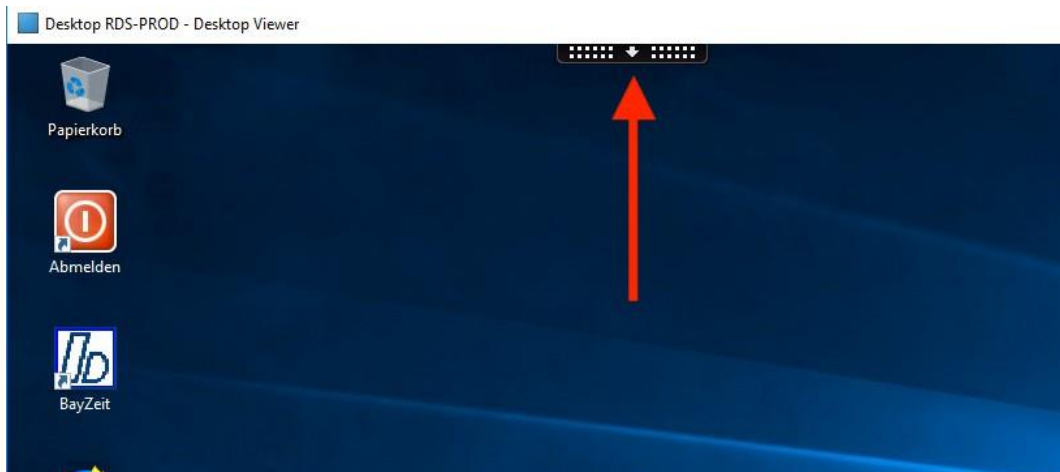 Desktop RDS-PROD - Desktop Viewer
Papierkorb
Abmelden
BayZeit